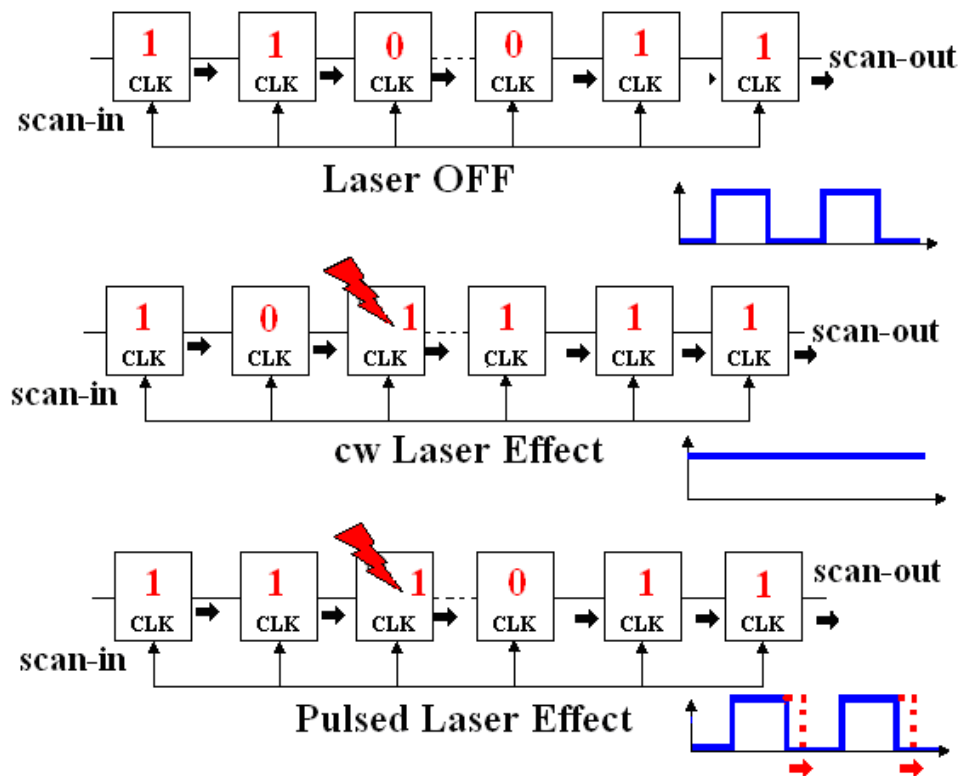 1 1 0 0 1 1
CLK CLK CLK CLK CLK CLK
scan-out
scan-in
Laser OFF
1 0 1 1 1 1
CLK CLK CLK CLK CLK CLK
scan-out
scan-in
cw Laser Effect
1 1 1 0 1 1
CLK CLK CLK CLK CLK CLK
scan-out
scan-in
Pulsed Laser Effect